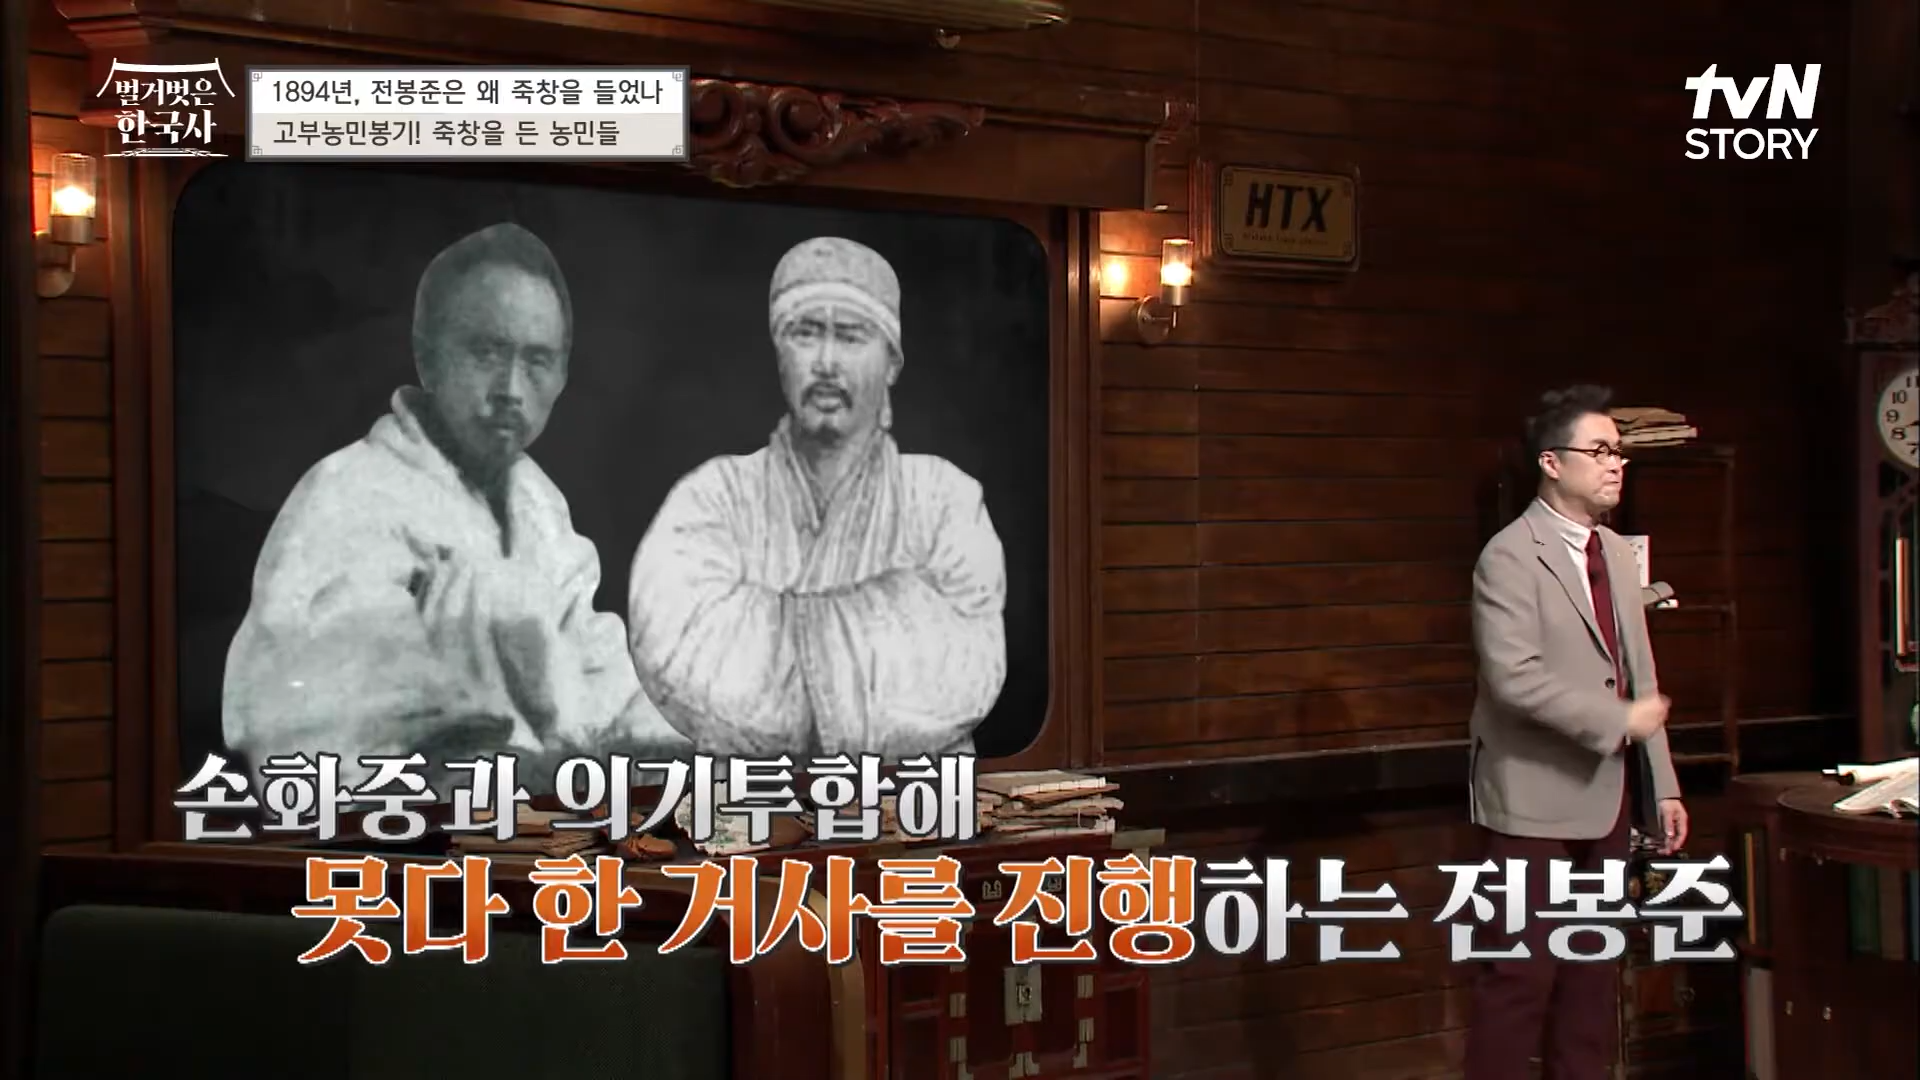 벌거벗은
한국사
1894년, 전봉준은 왜 죽창을 들었나
고부농민봉기! 죽창을 든 농민들
tvN
STORY
HTX
손화중과 의기투합해
못다 한 거사를 진행하는 전봉준